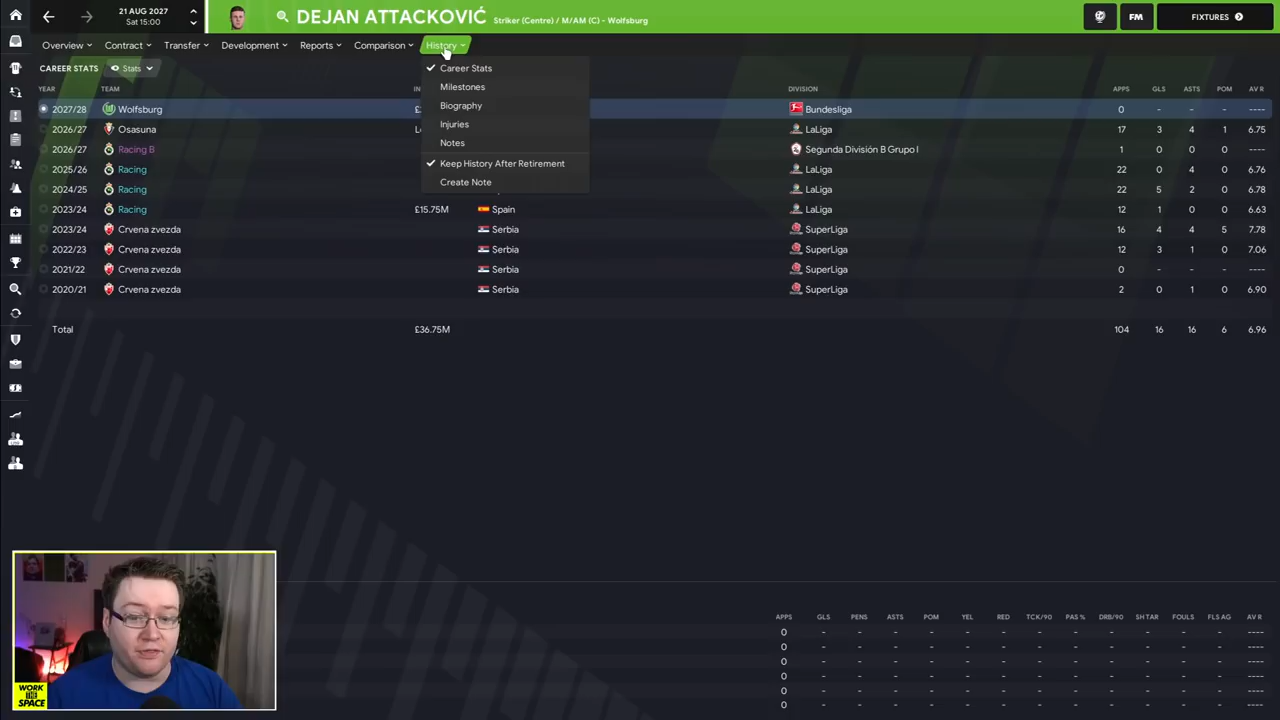 21 AUG 2027
Sat 15:00
DEJAN ATTACKOVIĆ
Striker (Centre) / M/AM (C) - Wolfsburg
FM
FIXTURES
Overview Contract Transfer Development Reports Comparison History
CAREER STATS Stats
Career Stats
Milestones
Biography
Injuries
Notes
Keep History After Retirement
Create Note
YEAR TEAM DIVISION APPS GLS ASTS POM AV R
2027/28 Wolfsburg Bundesliga 0 - - - ----
2026/27 Osasuna LaLiga 17 3 4 1 6.75
2026/27 Racing B Segunda División B Grupo I 1 0 0 0 ----
2025/26 Racing LaLiga 22 0 4 0 6.76
2024/25 Racing LaLiga 22 5 2 0 6.78
2023/24 Racing £15.75M Spain LaLiga 12 1 0 0 6.63
2023/24 Crvena zvezda Serbia SuperLiga 16 4 4 5 7.78
2022/23 Crvena zvezda Serbia SuperLiga 12 3 1 0 7.06
2021/22 Crvena zvezda Serbia SuperLiga 0 - - - ----
2020/21 Crvena zvezda Serbia SuperLiga 2 0 1 0 6.90
Total £36.75M 104 16 16 6 6.96
APPS GLS PENS ASTS POM YEL RED TCK/90 PAS % DRB/90 SH TAR FOULS FLS AG AV R
0 - - - - - - - - - - - - ----
0 - - - - - - - - - - - - ----
0 - - - - - - - - - - - - ----
0 - - - - - - - - - - - - ----
0 - - - - - - - - - - - - ----
0 - - - - - - - - - - - - ----
WORK
THE
SPACE